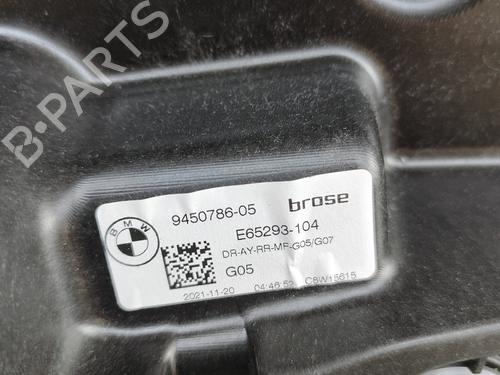 B-PARTS
BMW
9450786-05 brose
E65293-104
DR-AY-RR-MF-G05/G07
G05
2021-11-20 04:46:52 C8W15615